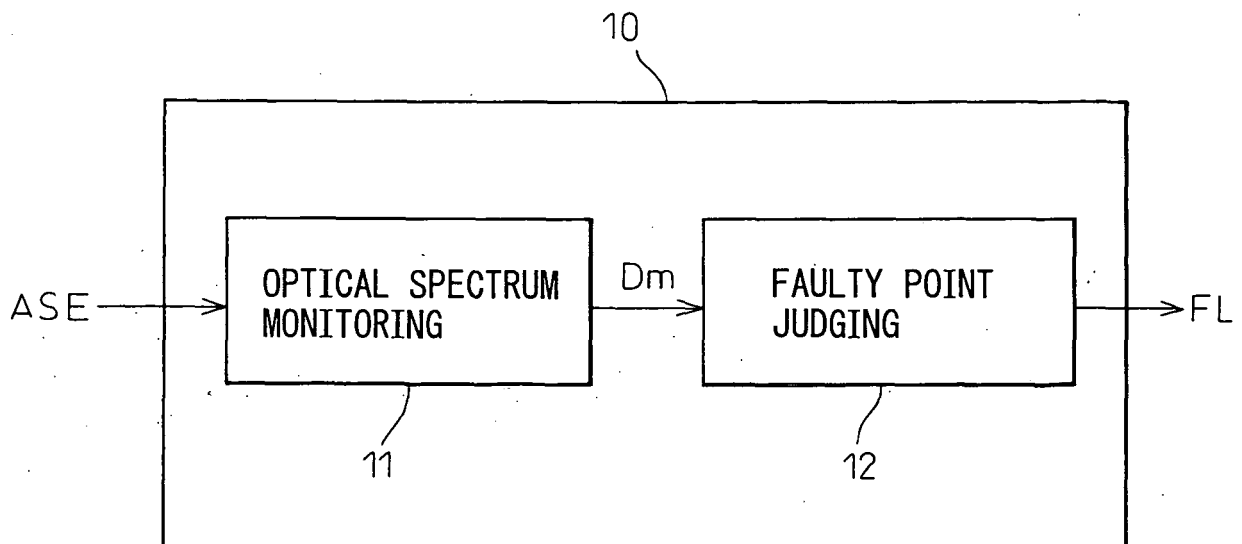 10
ASE
OPTICAL SPECTRUM
MONITORING
Dm
FAULTY POINT
JUDGING
FL
11
12